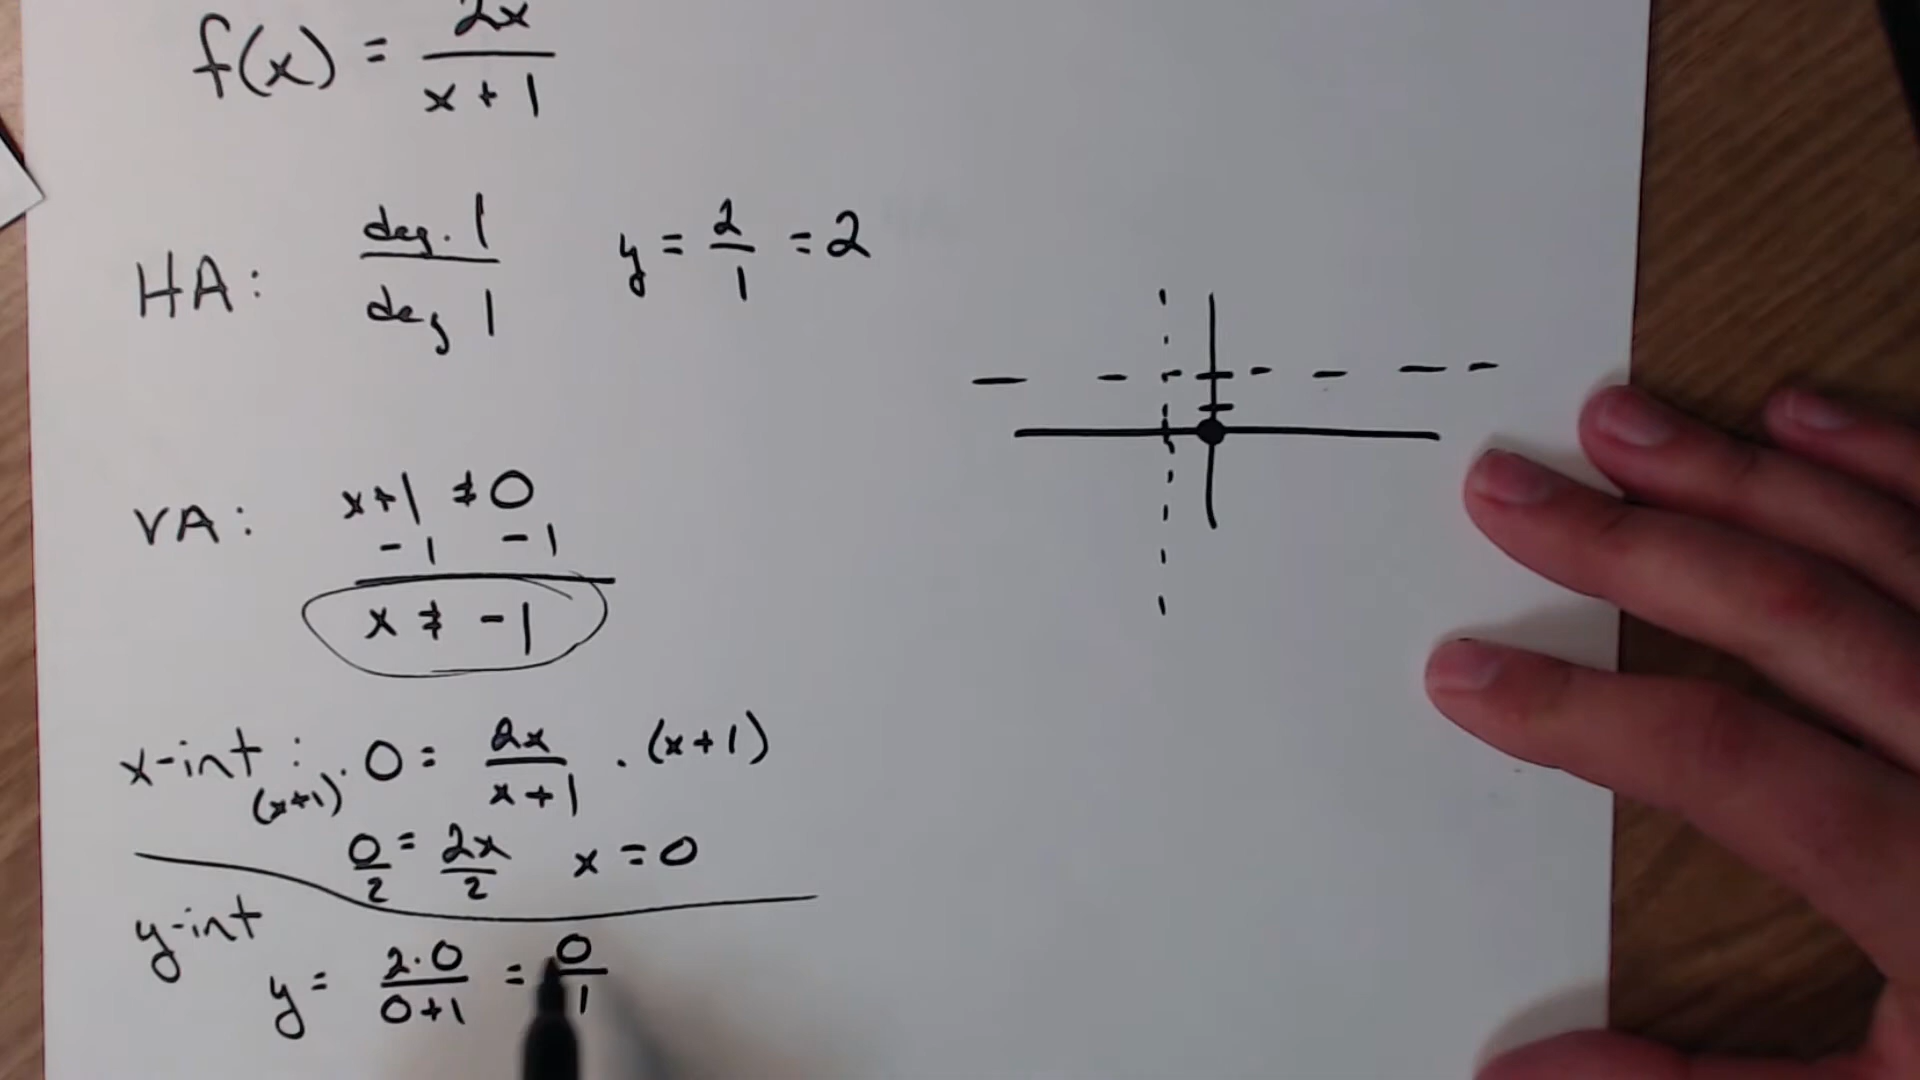 f(x) = 2x / x + 1
HA: deg. 1 / deg 1 y = 2/1 = 2
VA: x+1 ≠ 0
-1 -1
x ≠ -1
x-int : (x+1) · 0 = 2x / x+1 · (x+1)
0/2 = 2x/2 x = 0
y-int
y = 2·0 / 0+1 = 0/1